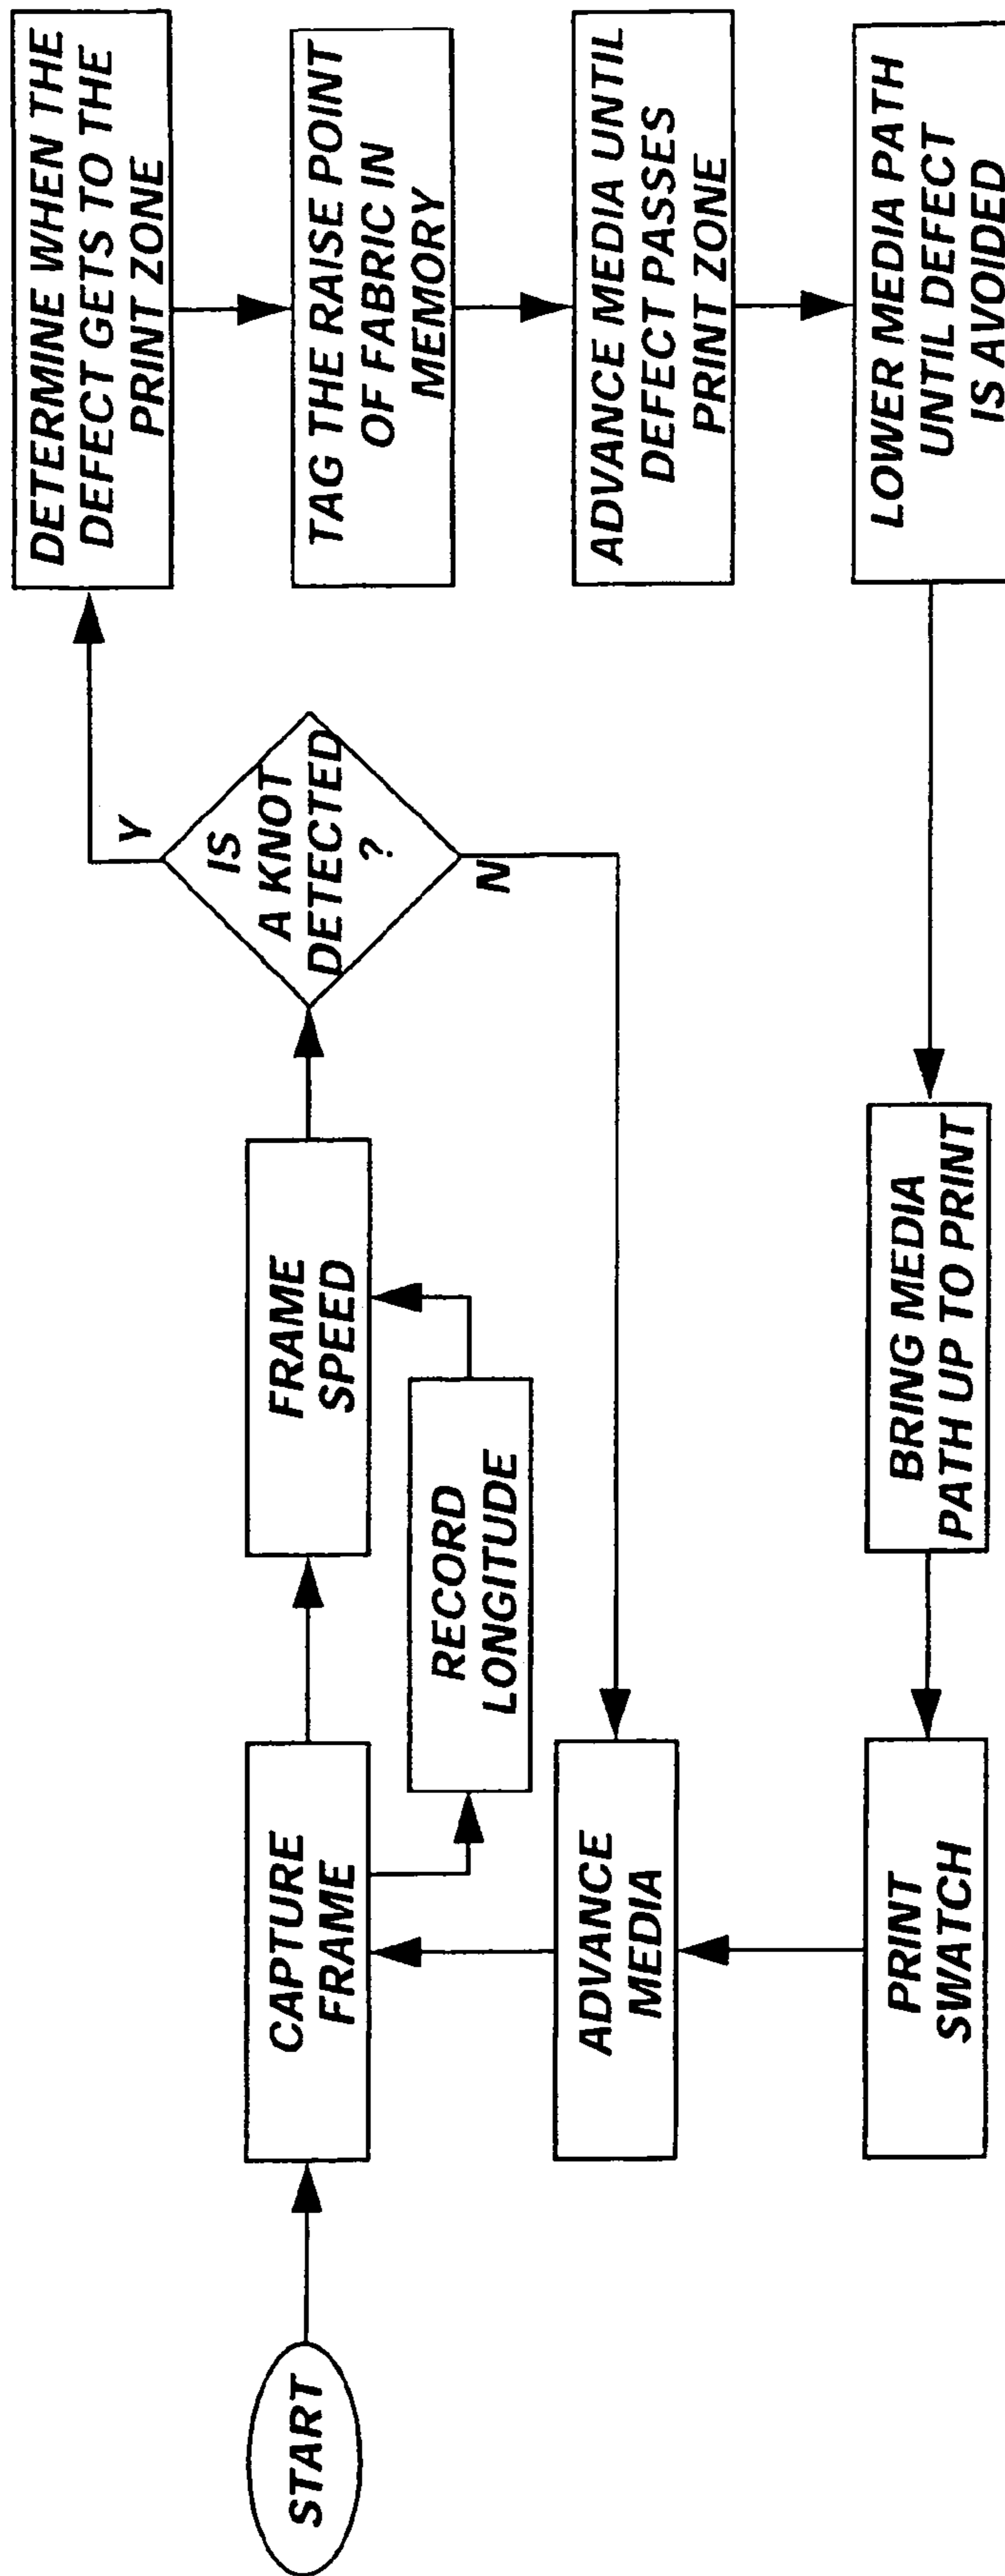 START
CAPTURE
FRAME
RECORD
LONGITUDE
FRAME
SPEED
IS
A KNOT
DETECTED
?
Y
N
DETERMINE WHEN THE
DEFECT GETS TO THE
PRINT ZONE
TAG THE RAISE POINT
OF FABRIC IN
MEMORY
ADVANCE MEDIA UNTIL
DEFECT PASSES
PRINT ZONE
LOWER MEDIA PATH
UNTIL DEFECT
IS AVOIDED
BRING MEDIA
PATH UP TO PRINT
PRINT
SWATCH
ADVANCE
MEDIA